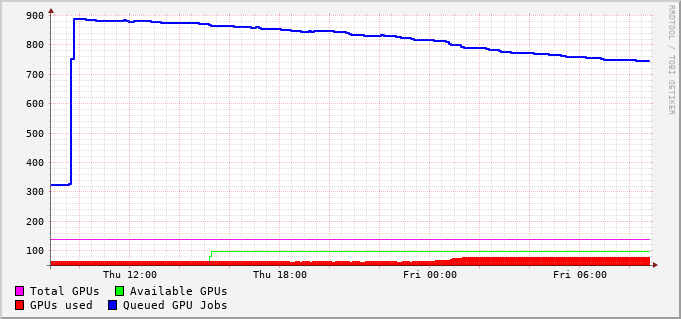 900
800
700
600
500
400
300
200
100
Thu 12:00 Thu 18:00 Fri 00:00 Fri 06:00
Total GPUs Available GPUs
GPUs used Queued GPU Jobs
RRDTOOL / TOBI OETIKER